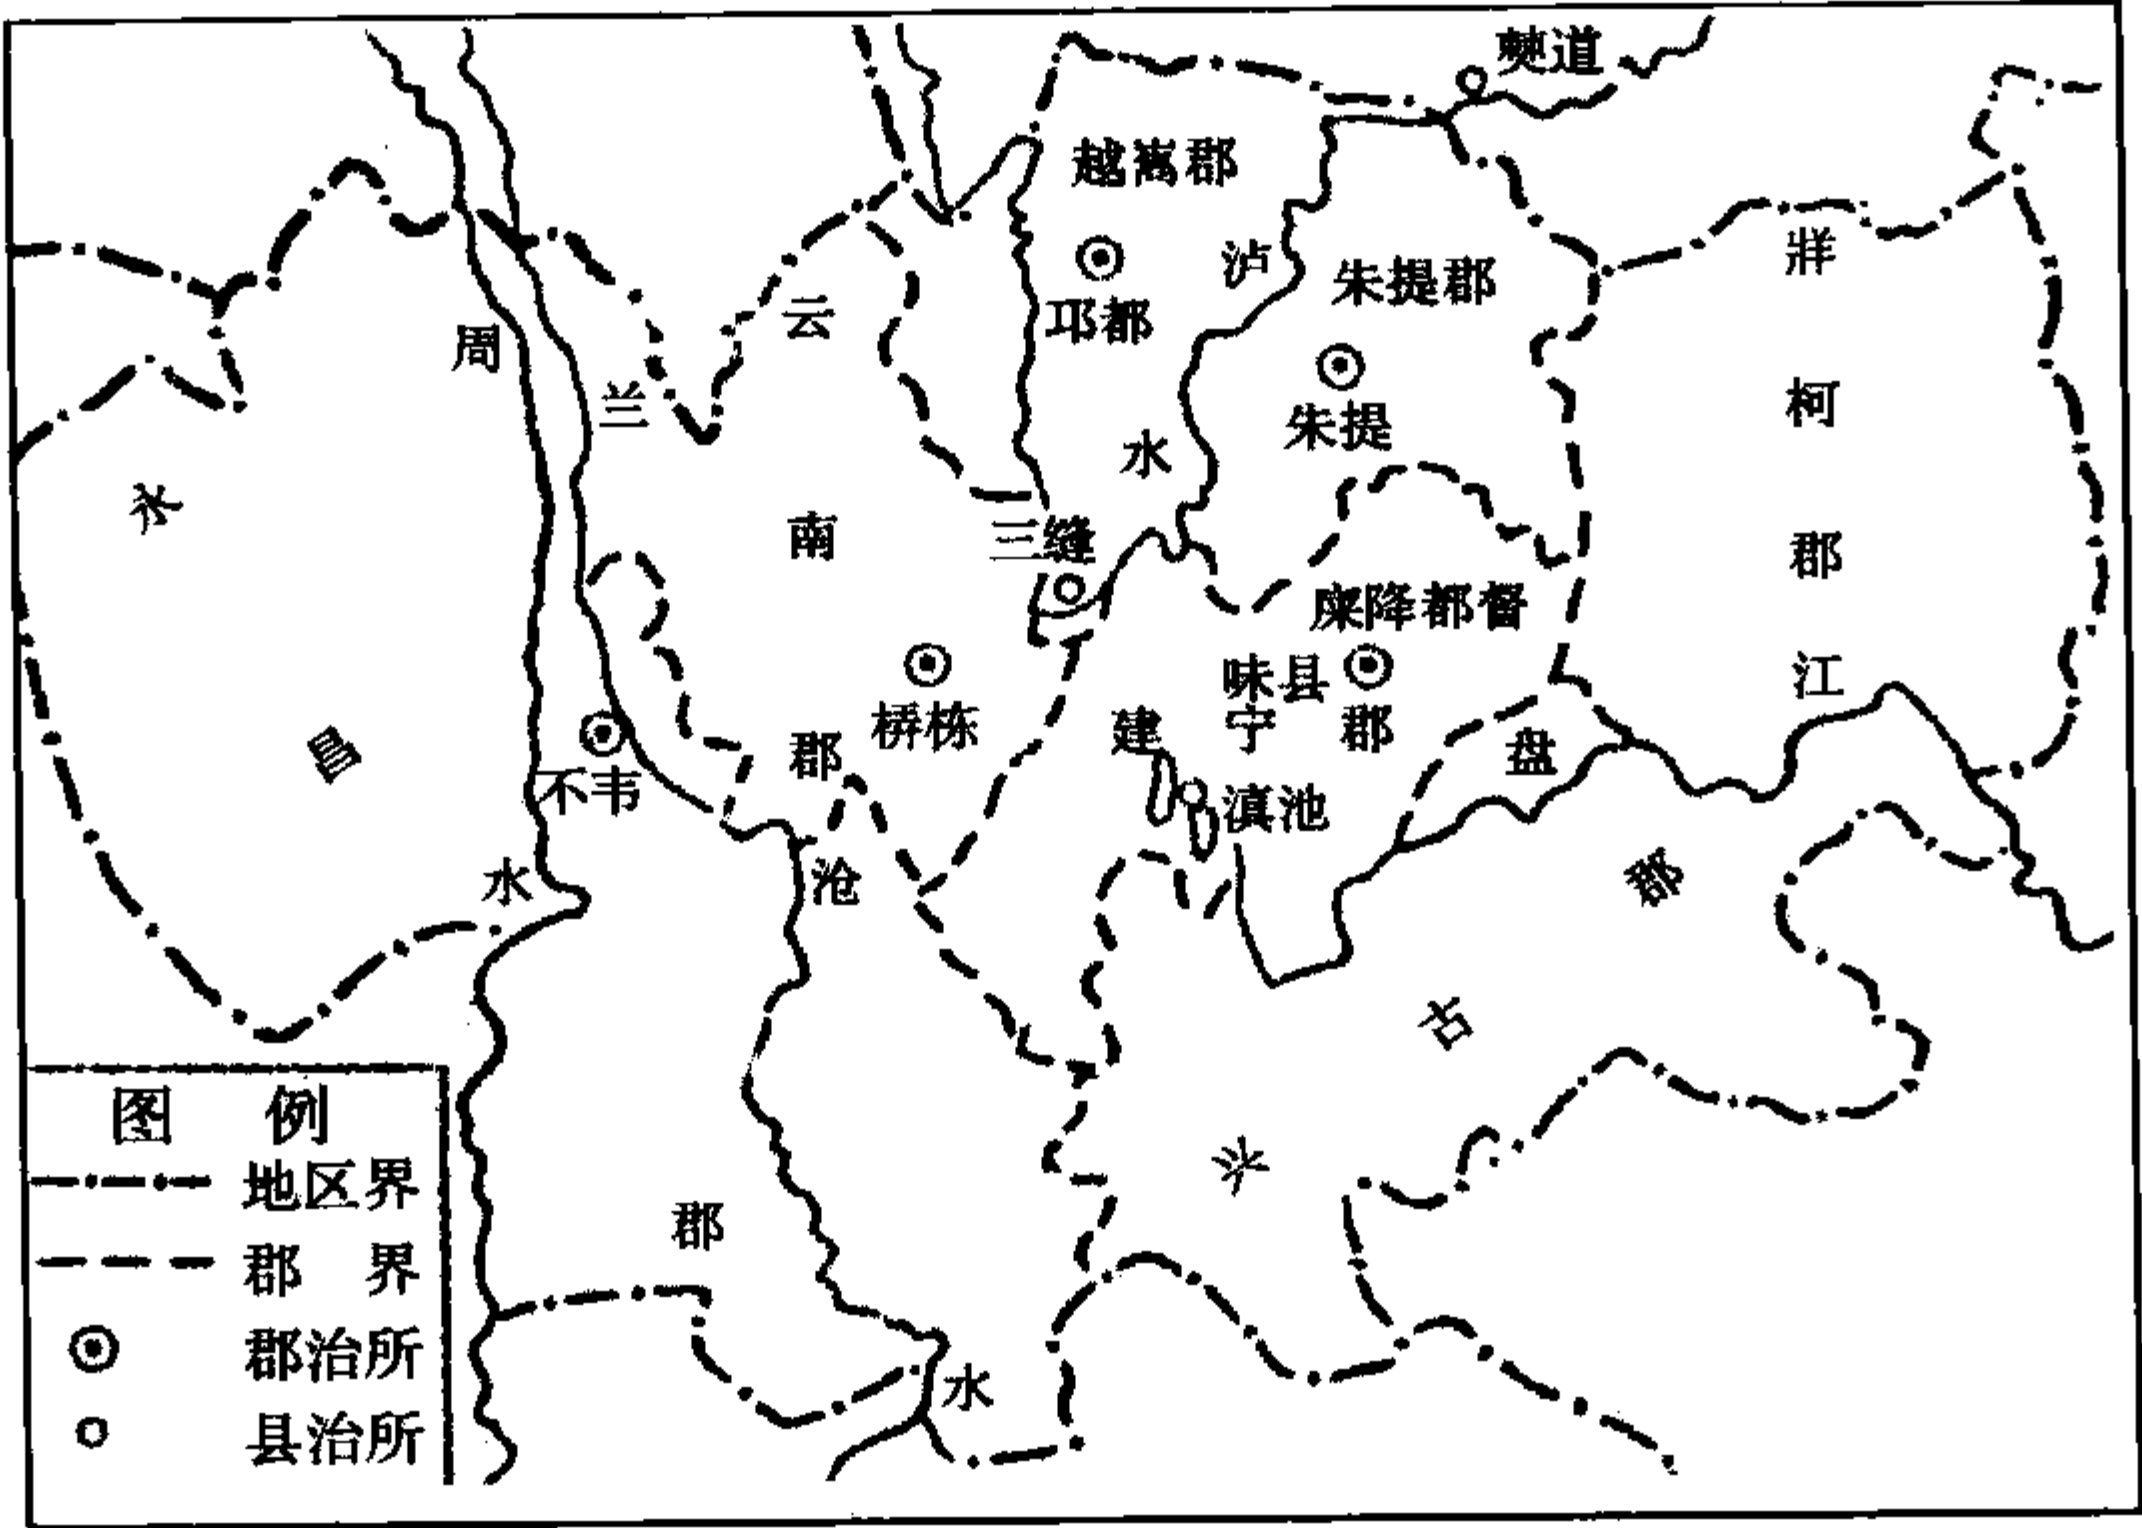 僰道
越嶲郡
邛都
泸水
朱提郡
朱提
牂柯郡
江
周水
兰沧水
云南郡
三缝
庲降都督
味县
建宁郡
滇池
盘
梇栋
不韦
永昌郡
兴古郡
图 例
地区界
郡 界
郡治所
县治所